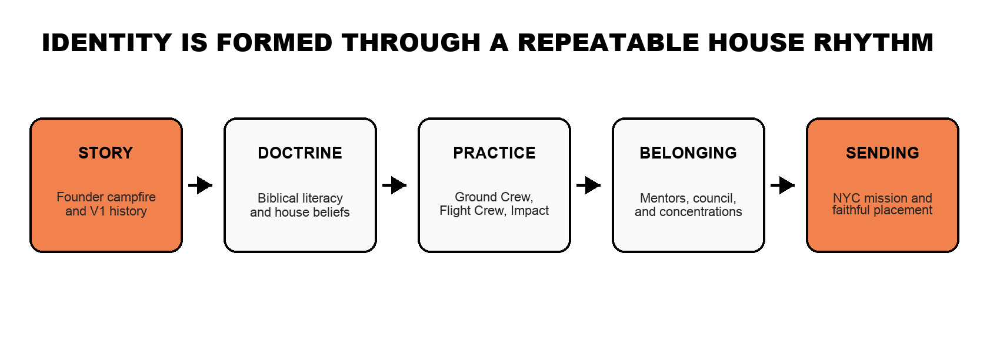 IDENTITY IS FORMED THROUGH A REPEATABLE HOUSE RHYTHM
STORY
Founder campfire
and V1 history
DOCTRINE
Biblical literacy
and house beliefs
PRACTICE
Ground Crew,
Flight Crew, Impact
BELONGING
Mentors, council,
and concentrations
SENDING
NYC mission and
faithful placement